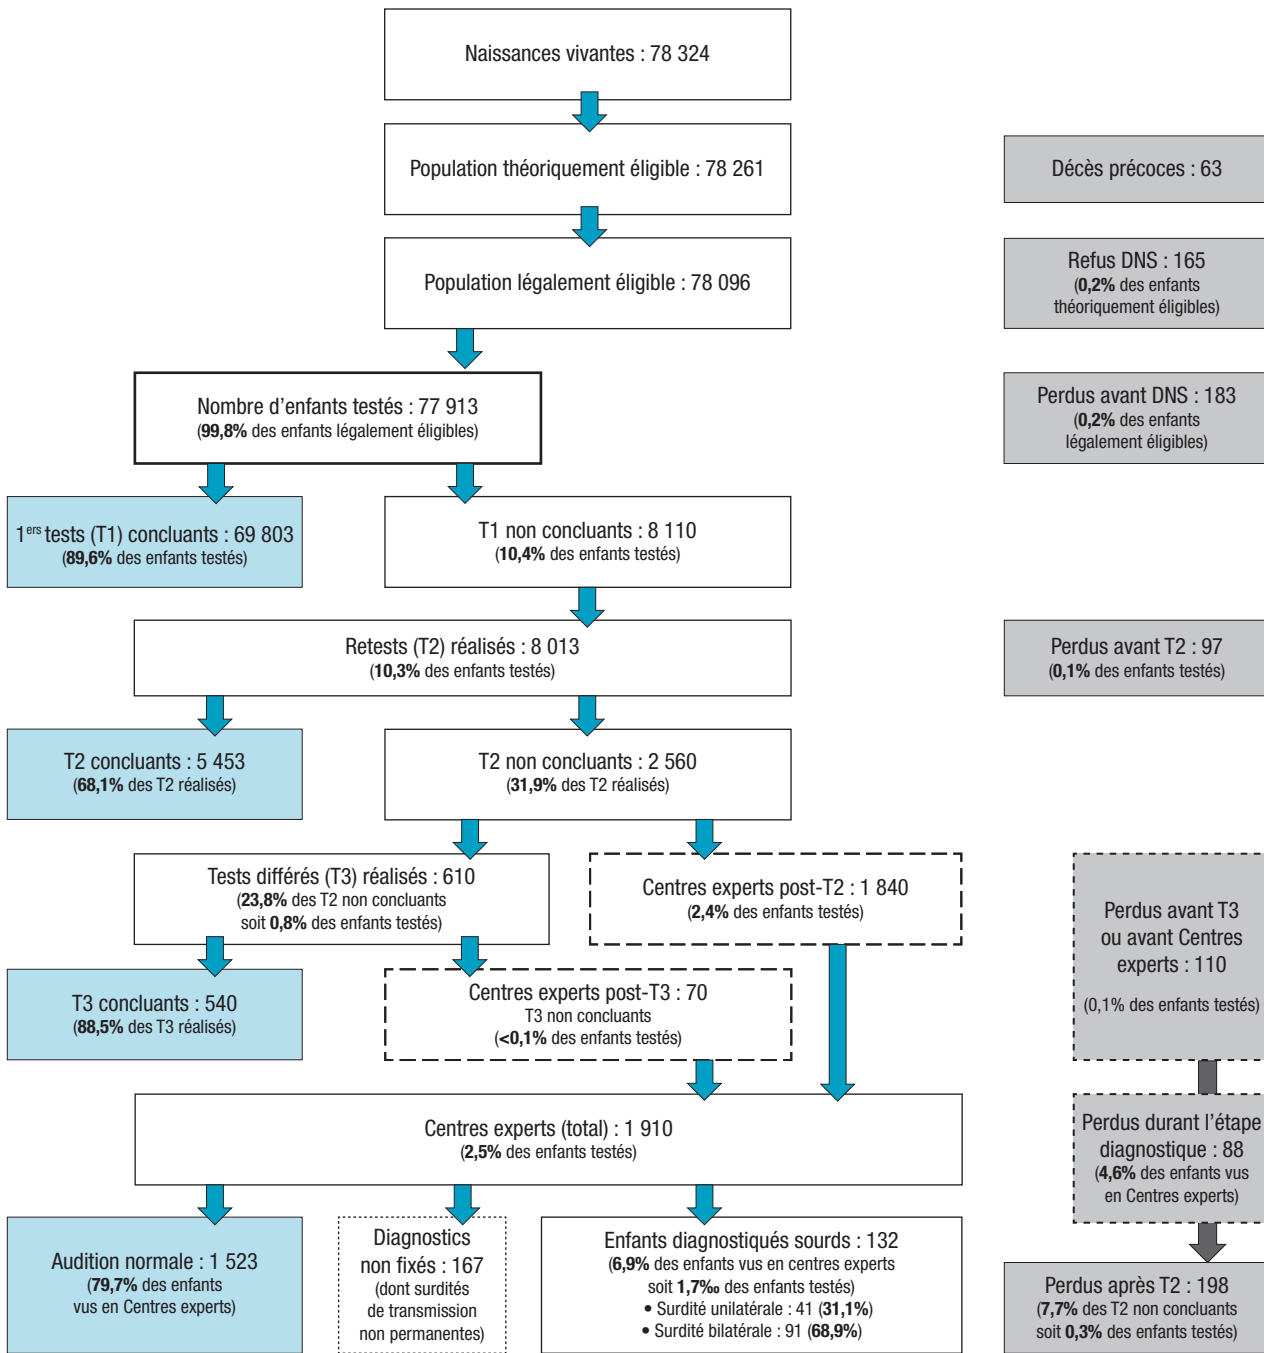 Naissances vivantes : 78 324
Population théoriquement éligible : 78 261
Décès précoces : 63
Population légalement éligible : 78 096
Refus DNS : 165
(0,2% des enfants
théoriquement éligibles)
Nombre d'enfants testés : 77 913
(99,8% des enfants légalement éligibles)
Perdus avant DNS : 183
(0,2% des enfants
légalement éligibles)
1ers tests (T1) concluants : 69 803
(89,6% des enfants testés)
T1 non concluants : 8 110
(10,4% des enfants testés)
Retests (T2) réalisés : 8 013
(10,3% des enfants testés)
Perdus avant T2 : 97
(0,1% des enfants testés)
T2 concluants : 5 453
(68,1% des T2 réalisés)
T2 non concluants : 2 560
(31,9% des T2 réalisés)
Tests différés (T3) réalisés : 610
(23,8% des T2 non concluants
soit 0,8% des enfants testés)
Centres experts post-T2 : 1 840
(2,4% des enfants testés)
Perdus avant T3
ou avant Centres
experts : 110
(0,1% des enfants testés)
T3 concluants : 540
(88,5% des T3 réalisés)
Centres experts post-T3 : 70
T3 non concluants
(<0,1% des enfants testés)
Centres experts (total) : 1 910
(2,5% des enfants testés)
Perdus durant l'étape
diagnostique : 88
(4,6% des enfants vus
en Centres experts)
Audition normale : 1 523
(79,7% des enfants
vus en Centres experts)
Diagnostics
non fixés : 167
(dont surdités
de transmission
non permanentes)
Enfants diagnostiqués sourds : 132
(6,9% des enfants vus en centres experts
soit 1,7‰ des enfants testés)
• Surdité unilatérale : 41 (31,1%)
• Surdité bilatérale : 91 (68,9%)
Perdus après T2 : 198
(7,7% des T2 non concluants
soit 0,3% des enfants testés)